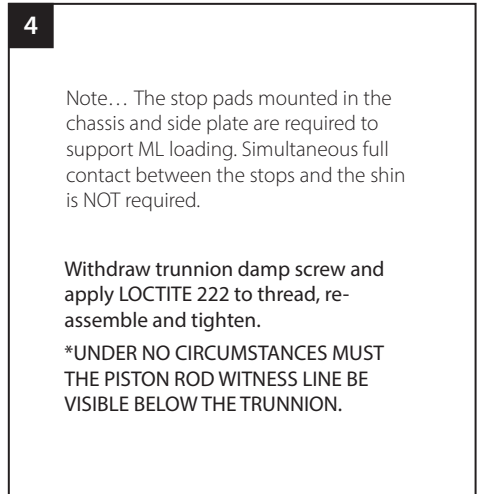 4
Note… The stop pads mounted in the
chassis and side plate are required to
support ML loading. Simultaneous full
contact between the stops and the shin
is NOT required.
Withdraw trunnion damp screw and
apply LOCTITE 222 to thread, re-
assemble and tighten.
*UNDER NO CIRCUMSTANCES MUST
THE PISTON ROD WITNESS LINE BE
VISIBLE BELOW THE TRUNNION.